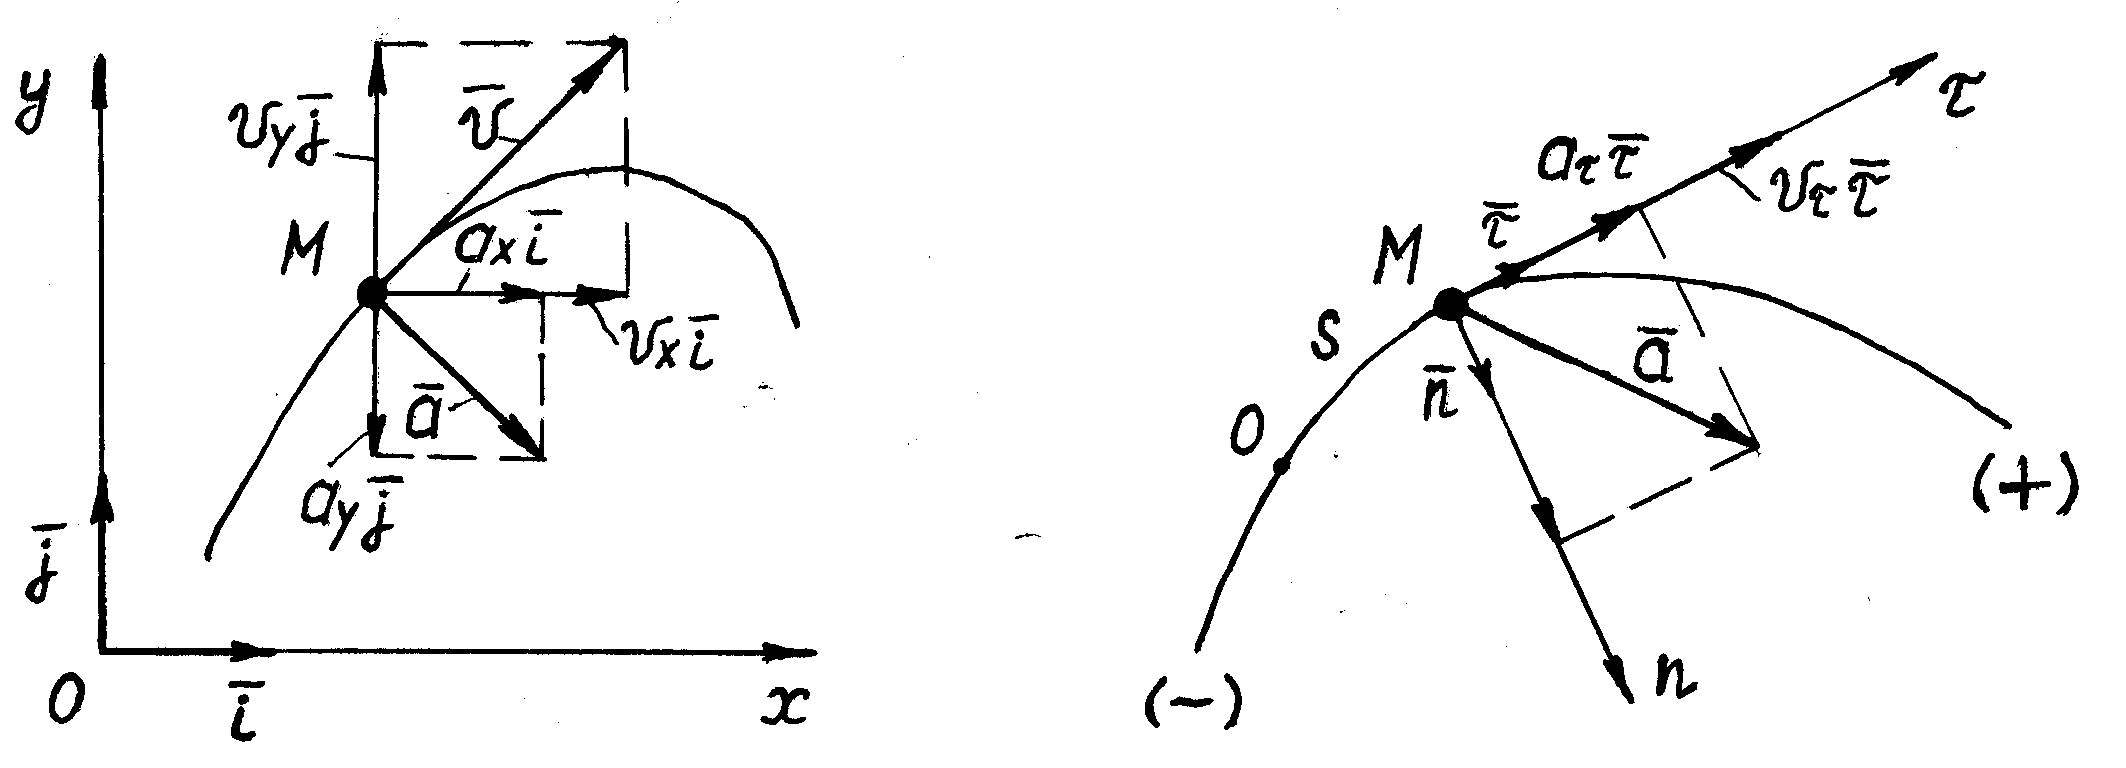 y
v_y j̄
v̄
M
a_x ī
v_x ī
ā
a_y j̄
j̄
O
ī
x
τ
a_τ τ̄
v_τ τ̄
τ̄
M
S
n̄
ā
O
(+)
(-)
n